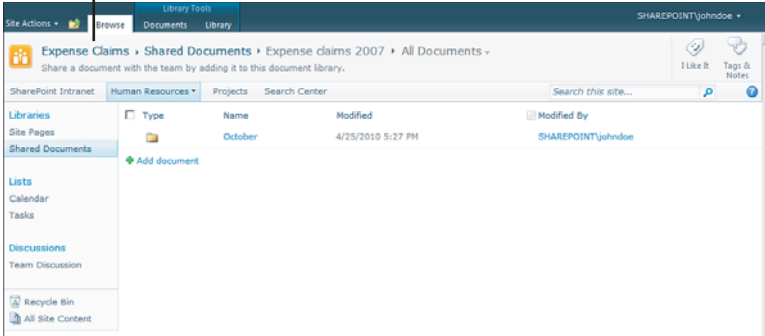 Library Tools
Site Actions Browse Documents Library SHAREPOINT\johndoe
Expense Claims Shared Documents Expense claims 2007 All Documents
Share a document with the team by adding it to this document library.
I Like It Tags & Notes
SharePoint Intranet Human Resources Projects Search Center Search this site...
Libraries
Site Pages
Shared Documents
Lists
Calendar
Tasks
Discussions
Team Discussion
Recycle Bin
All Site Content
Type Name Modified Modified By
October 4/25/2010 5:27 PM SHAREPOINT\johndoe
Add document